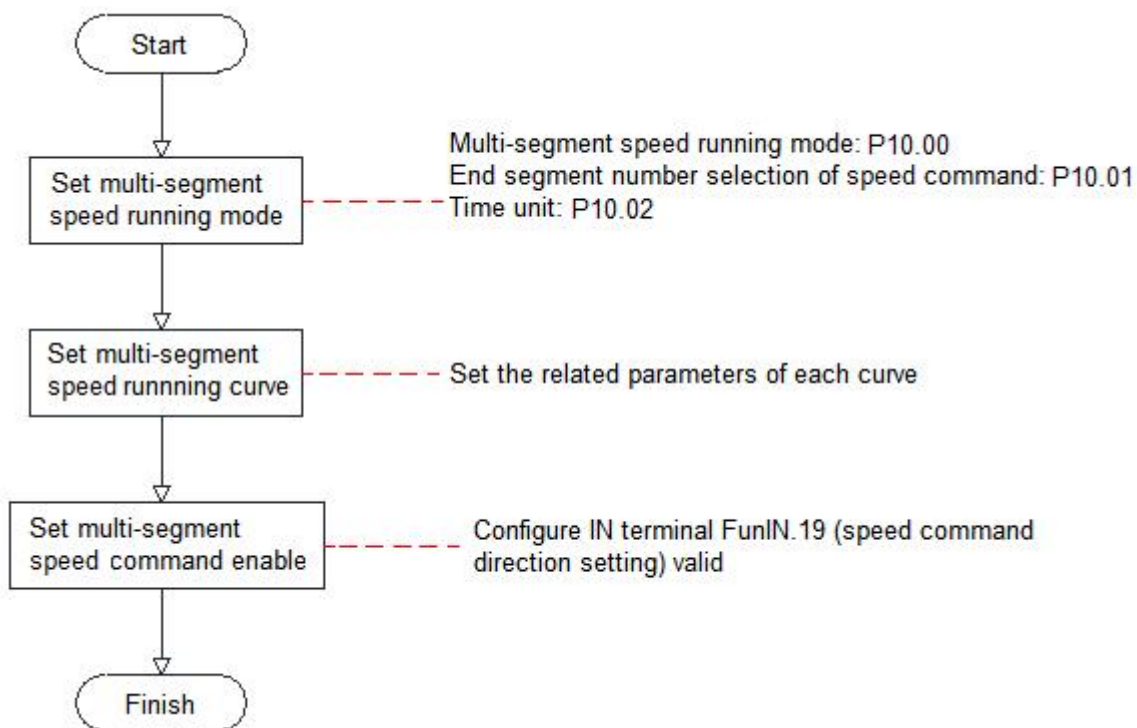 Start
Set multi-segment
speed running mode
Multi-segment speed running mode: P10.00
End segment number selection of speed command: P10.01
Time unit: P10.02
Set multi-segment
speed runnning curve
Set the related parameters of each curve
Set multi-segment
speed command enable
Configure IN terminal FunIN.19 (speed command
direction setting) valid
Finish